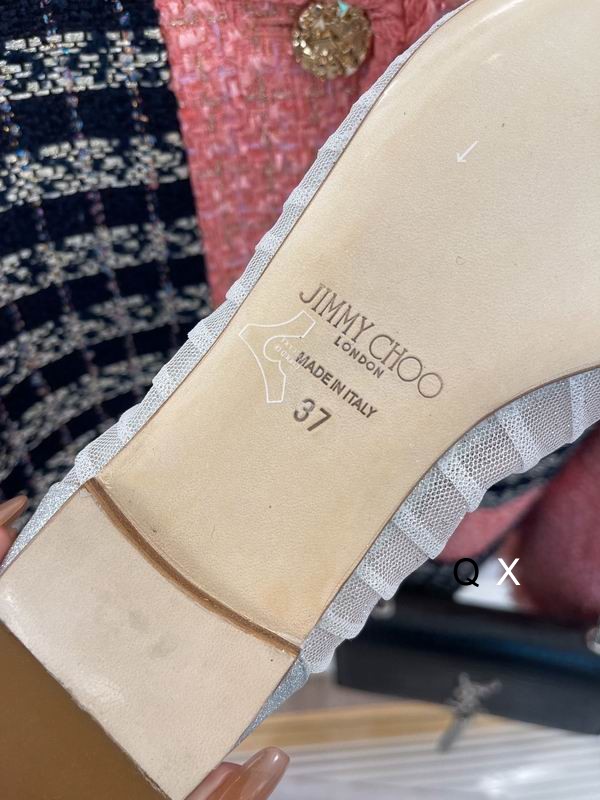 JIMMY CHOO
LONDON
MADE IN ITALY
37
Q X